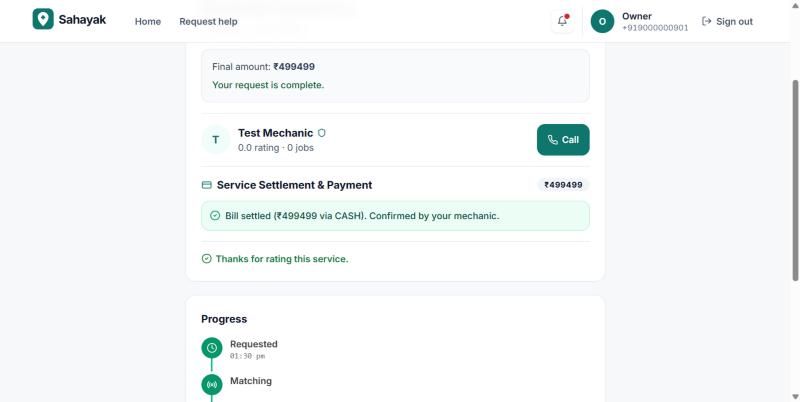 Sahayak
Home
Request help
O
Owner
+919000000901
Sign out
Final amount: ₹499499
Your request is complete.
T
Test Mechanic
0.0 rating · 0 jobs
Call
Service Settlement & Payment
₹499499
Bill settled (₹499499 via CASH). Confirmed by your mechanic.
Thanks for rating this service.
Progress
Requested
01:30 pm
Matching